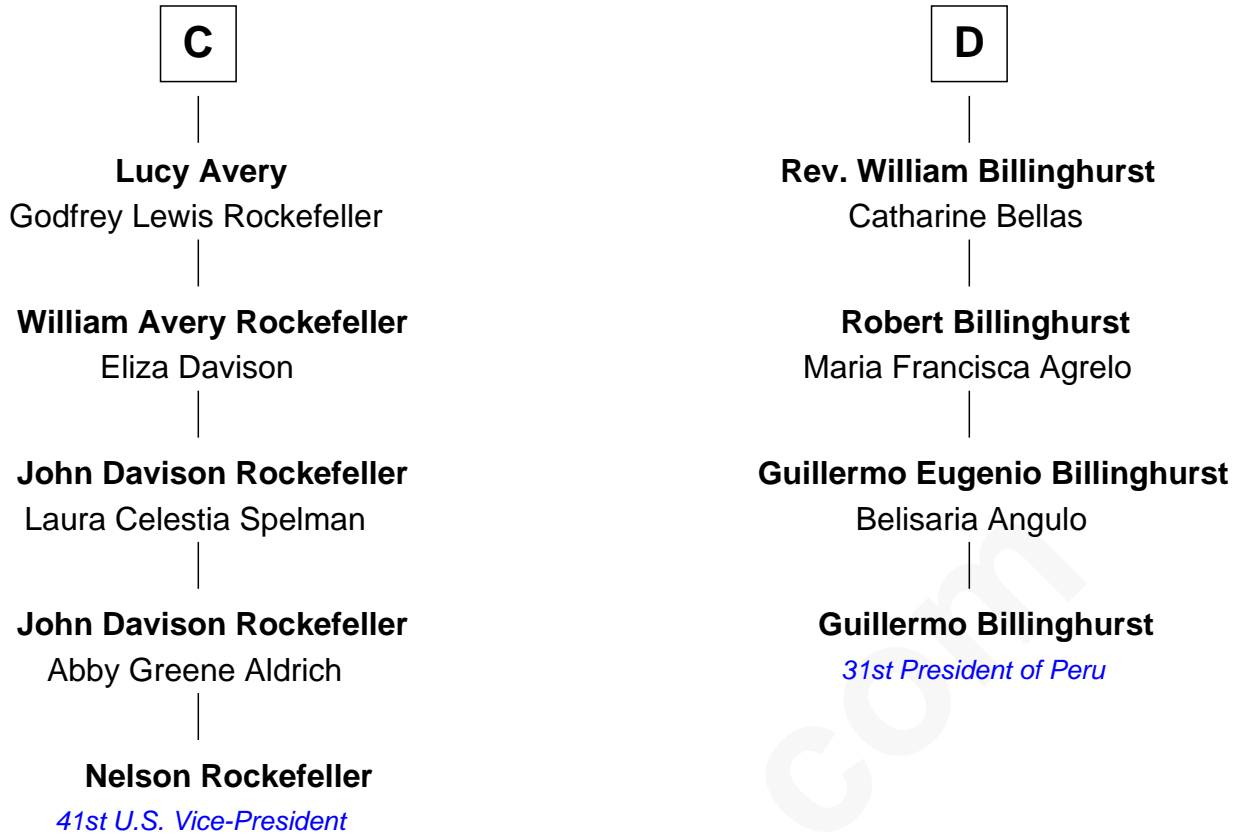 C
Lucy Avery
Godfrey Lewis Rockefeller
William Avery Rockefeller
Eliza Davison
John Davison Rockefeller
Laura Celestia Spelman
John Davison Rockefeller
Abby Greene Aldrich
Nelson Rockefeller
41st U.S. Vice-President
D
Rev. William Billinghurst
Catharine Bellas
Robert Billinghurst
Maria Francisca Agrelo
Guillermo Eugenio Billinghurst
Belisaria Angulo
Guillermo Billinghurst
31st President of Peru
com